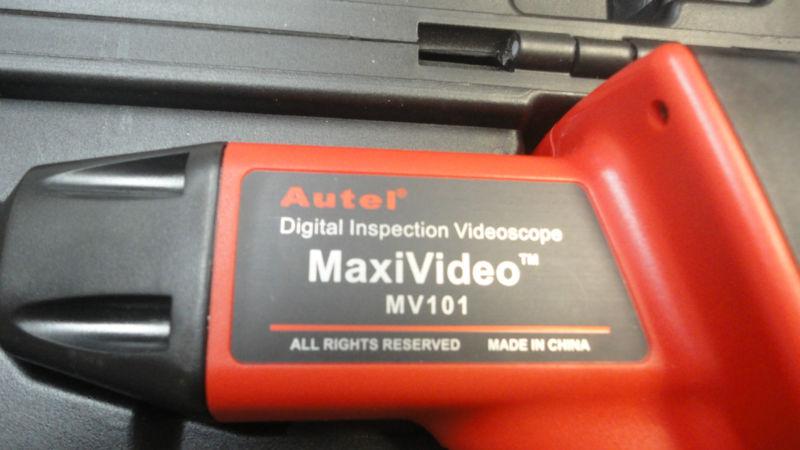 Autel®
Digital Inspection Videoscope
MaxiVideo™
MV101
ALL RIGHTS RESERVED MADE IN CHINA